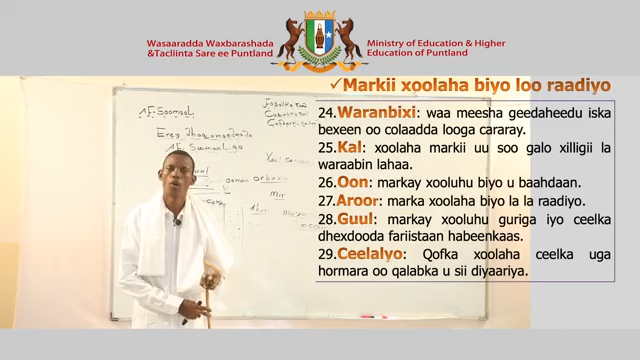 Wasaaradda Waxbarashada
&Tacliinta Sare ee Puntland
Ministry of Education & Higher
Education of Puntland
✓Markii xoolaha biyo loo raadiyo
24.Waranbixi: waa meesha geedaheedu iska
bexeen oo colaadda looga cararay.
25.Kal: xoolaha markii uu soo galo xilligii la
waraabin lahaa.
26.Oon: markay xooluhu biyo u baahdaan.
27.Aroor: marka xoolaha biyo la la raadiyo.
28.Guul: markay xooluhu guriga iyo ceelka
dhexdooda fariistaan habeenkaas.
29.Ceelalyo: Qofka xoolaha ceelka uga
hormara oo qalabka u sii diyaariya.
AF Soomaali
Erey dhaq
AF Soomaaliga